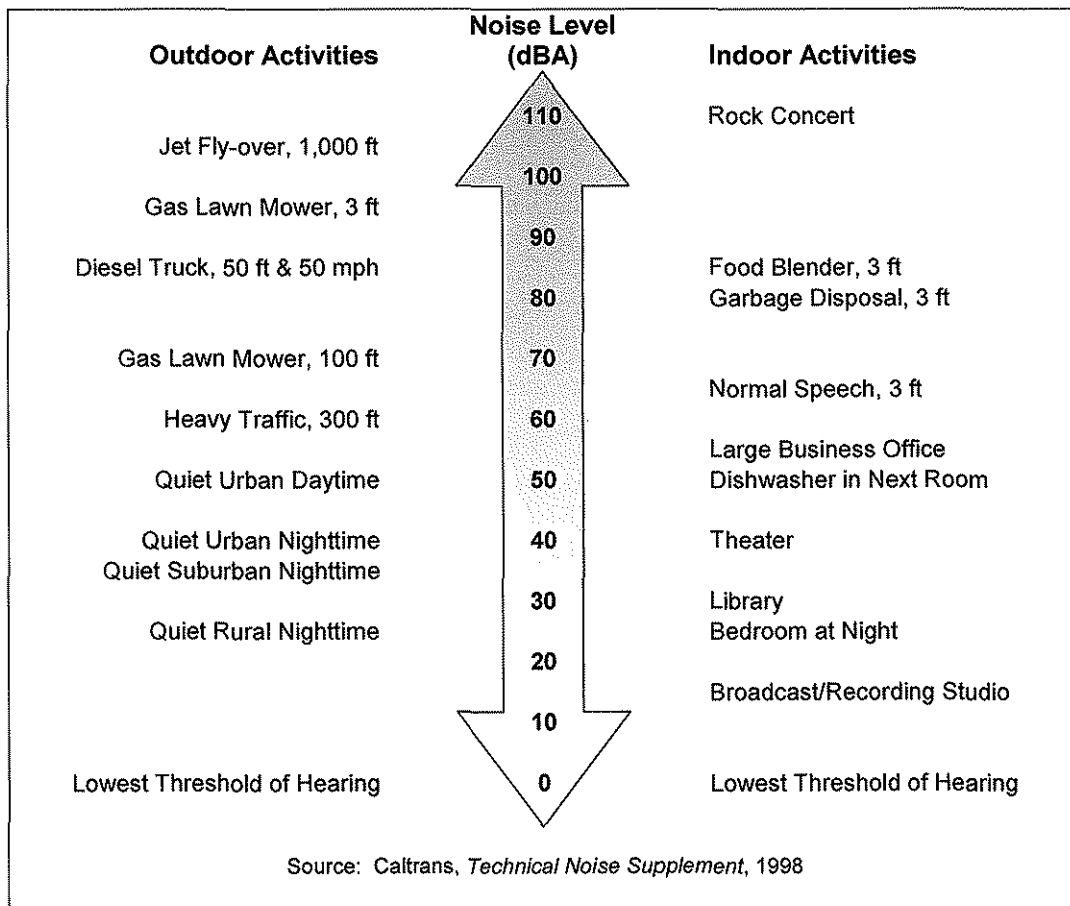 Noise Level
Outdoor Activities (dBA) Indoor Activities
110 Rock Concert
Jet Fly-over, 1,000 ft
100
Gas Lawn Mower, 3 ft
90
Diesel Truck, 50 ft & 50 mph Food Blender, 3 ft
80 Garbage Disposal, 3 ft
Gas Lawn Mower, 100 ft 70
Normal Speech, 3 ft
Heavy Traffic, 300 ft 60
Large Business Office
Quiet Urban Daytime 50 Dishwasher in Next Room
Quiet Urban Nighttime 40 Theater
Quiet Suburban Nighttime
30 Library
Quiet Rural Nighttime Bedroom at Night
20
Broadcast/Recording Studio
10
Lowest Threshold of Hearing 0 Lowest Threshold of Hearing
Source: Caltrans, Technical Noise Supplement, 1998